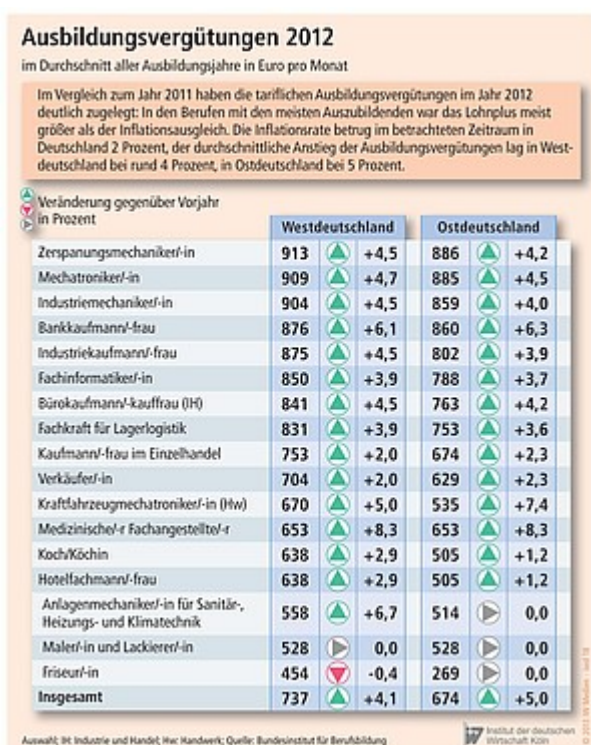 Ausbildungsvergütungen 2012
im Durchschnitt aller Ausbildungsjahre in Euro pro Monat
Im Vergleich zum Jahr 2011 haben die tariflichen Ausbildungsvergütungen im Jahr 2012
deutlich zugelegt: In den Berufen mit den meisten Auszubildenden war das Lohnplus meist
größer als der Inflationsausgleich. Die Inflationsrate betrug im betrachteten Zeitraum in
Deutschland 2 Prozent, der durchschnittliche Anstieg der Ausbildungsvergütungen lag in West-
deutschland bei rund 4 Prozent, in Ostdeutschland bei 5 Prozent.
Veränderung gegenüber Vorjahr
in Prozent
Westdeutschland Ostdeutschland
Zerspanungsmechaniker/-in 913 +4,5 886 +4,2
Mechatroniker/-in 909 +4,7 885 +4,5
Industriemechaniker/-in 904 +4,5 859 +4,0
Bankkaufmann/-frau 876 +6,1 860 +6,3
Industriekaufmann/-frau 875 +4,5 802 +3,9
Fachinformatiker/-in 850 +3,9 788 +3,7
Bürokaufmann/-kauffrau (IH) 841 +4,5 763 +4,2
Fachkraft für Lagerlogistik 831 +3,9 753 +3,6
Kaufmann/-frau im Einzelhandel 753 +2,0 674 +2,3
Verkäufer/-in 704 +2,0 629 +2,3
Kraftfahrzeugmechatroniker/-in (Hw) 670 +5,0 535 +7,4
Medizinische/-r Fachangestellte/-r 653 +8,3 653 +8,3
Koch/Köchin 638 +2,9 505 +1,2
Hotelfachmann/-frau 638 +2,9 505 +1,2
Anlagenmechaniker/-in für Sanitär-,
Heizungs- und Klimatechnik 558 +6,7 514 0,0
Maler/-in und Lackierer/-in 528 0,0 528 0,0
Friseur/-in 454 -0,4 269 0,0
Insgesamt 737 +4,1 674 +5,0
Auswahl; IH: Industrie und Handel; Hw: Handwerk; Quelle: Bundesinstitut für Berufsbildung
Institut der deutschen
Wirtschaft Köln
© 2013 IW Medien